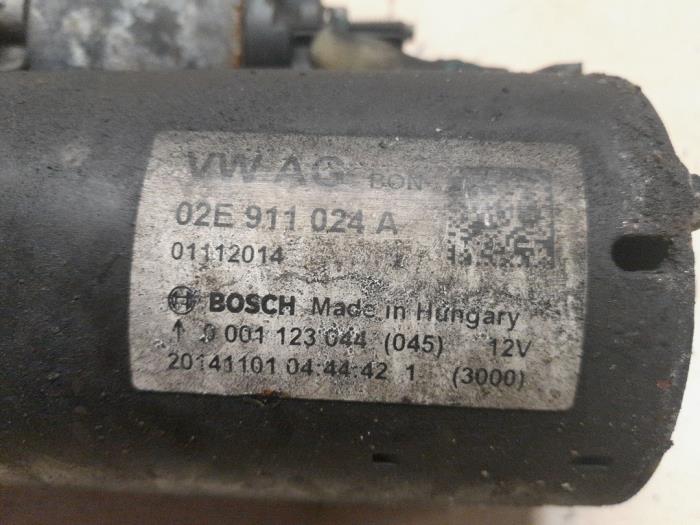 VW AG BON
02E 911 024 A
01112014
BOSCH Made in Hungary
↑ 0 001 123 044 (045) 12V
20141101 04:44:42 1 (3000)